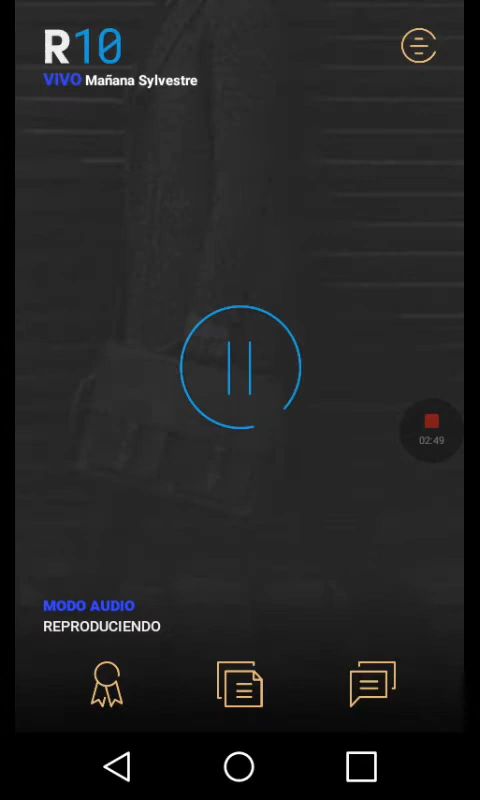 R10
VIVO Mañana Sylvestre
02:49
MODO AUDIO
REPRODUCIENDO